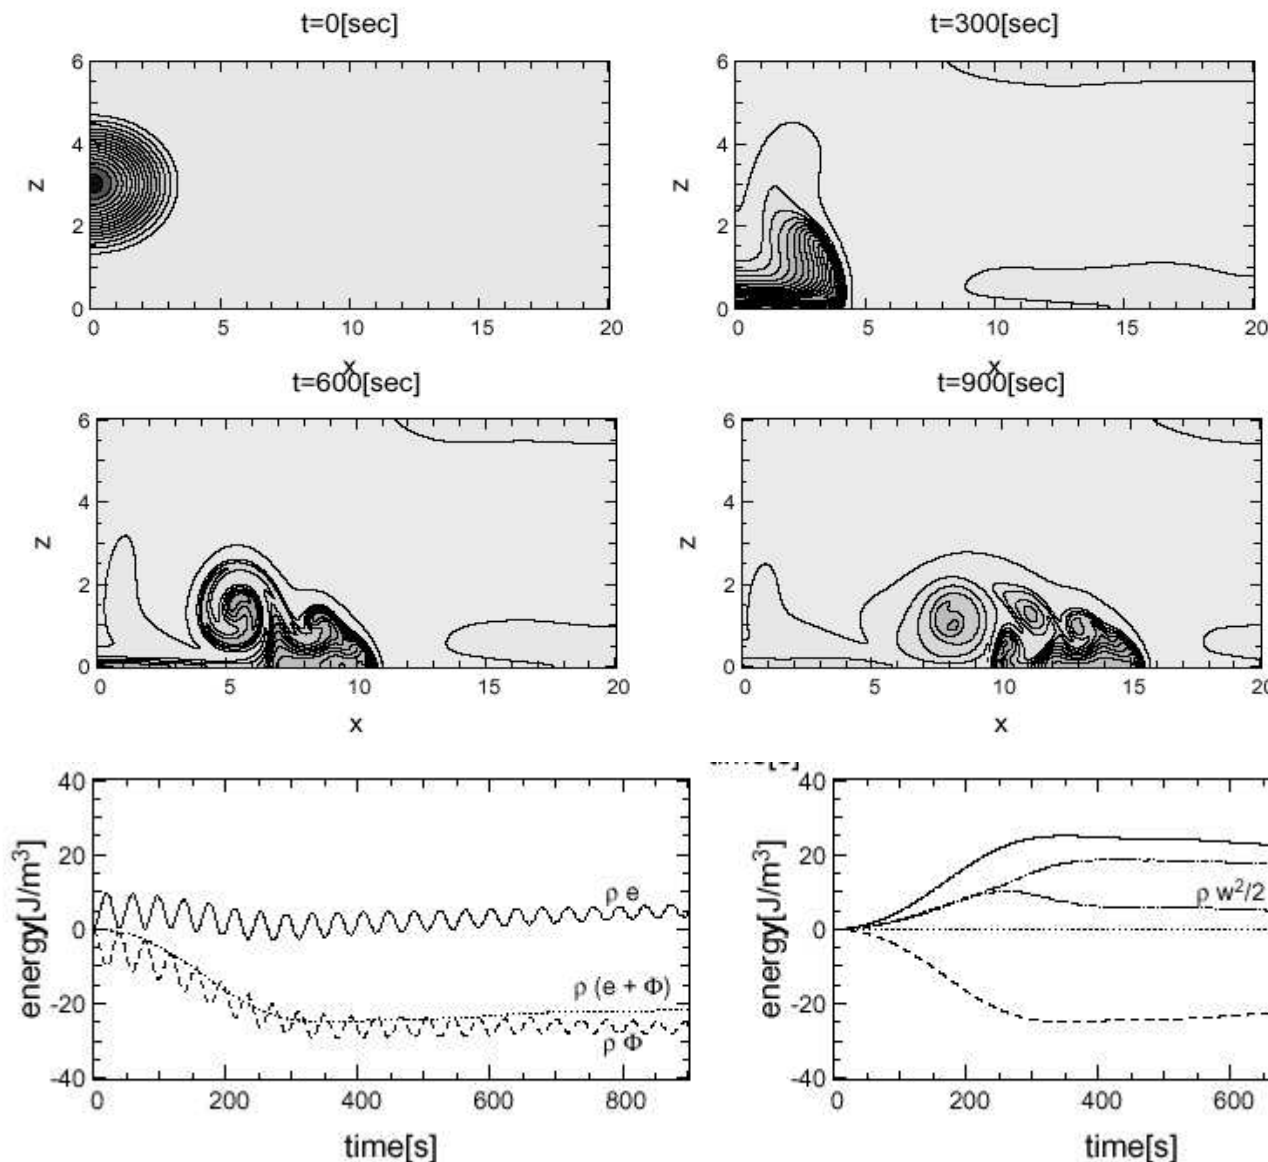 t=0[sec]
t=300[sec]
6
4
2
0
z
0 5 10 15 20
x
6
4
2
0
z
0 5 10 15 20
x
t=600[sec]
t=900[sec]
6
4
2
0
z
0 5 10 15 20
x
6
4
2
0
z
0 5 10 15 20
x
40
20
0
-20
-40
energy[J/m³]
ρ e
ρ (e + Φ)
ρ Φ
0 200 400 600 800
time[s]
40
20
0
-20
-40
energy[J/m³]
ρ w²/2
0 200 400 600
time[s]